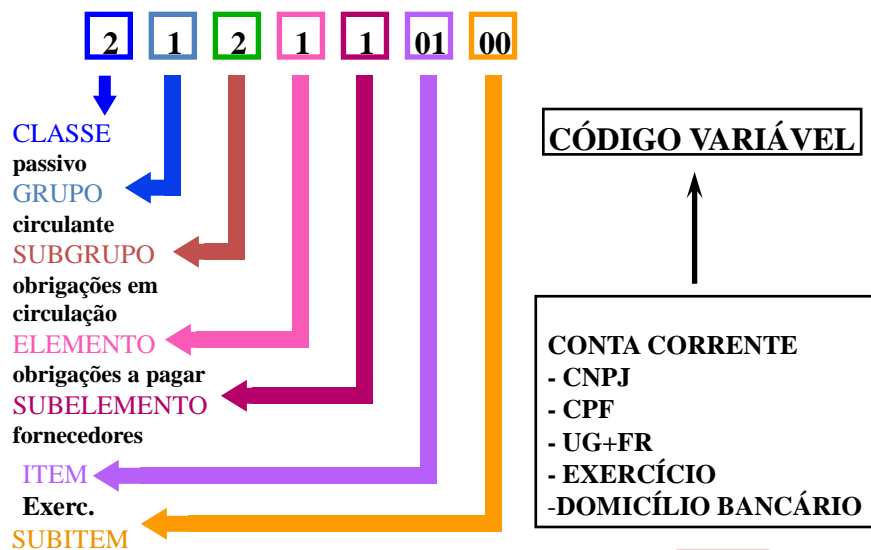 2 1 2 1 1 01 00
CLASSE
passivo
GRUPO
circulante
SUBGRUPO
obrigações em
circulação
ELEMENTO
obrigações a pagar
SUBELEMENTO
fornecedores
ITEM
Exerc.
SUBITEM
CÓDIGO VARIÁVEL
CONTA CORRENTE
- CNPJ
- CPF
- UG+FR
- EXERCÍCIO
-DOMICÍLIO BANCÁRIO